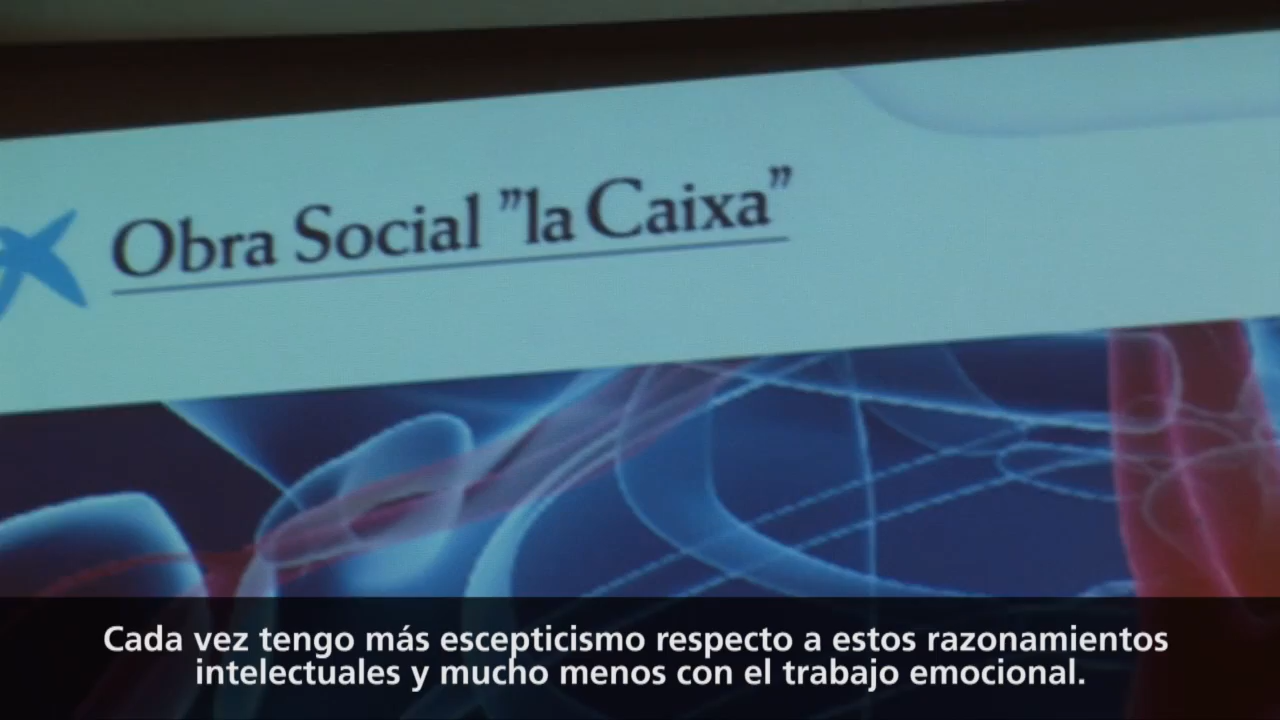 Obra Social "la Caixa"
Cada vez tengo más escepticismo respecto a estos razonamientos
intelectuales y mucho menos con el trabajo emocional.